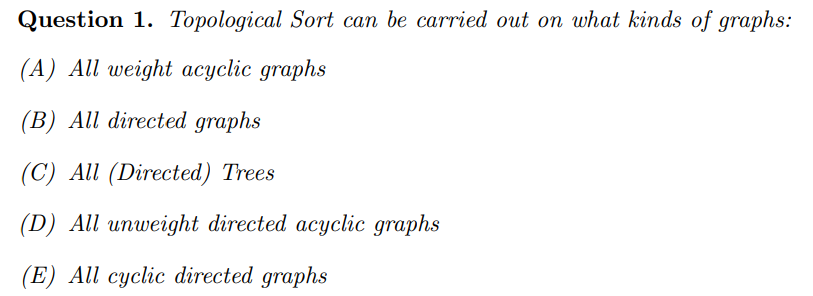 Question 1. Topological Sort can be carried out on what kinds of graphs:
(A) All weight acyclic graphs
(B) All directed graphs
(C) All (Directed) Trees
(D) All unweight directed acyclic graphs
(E) All cyclic directed graphs